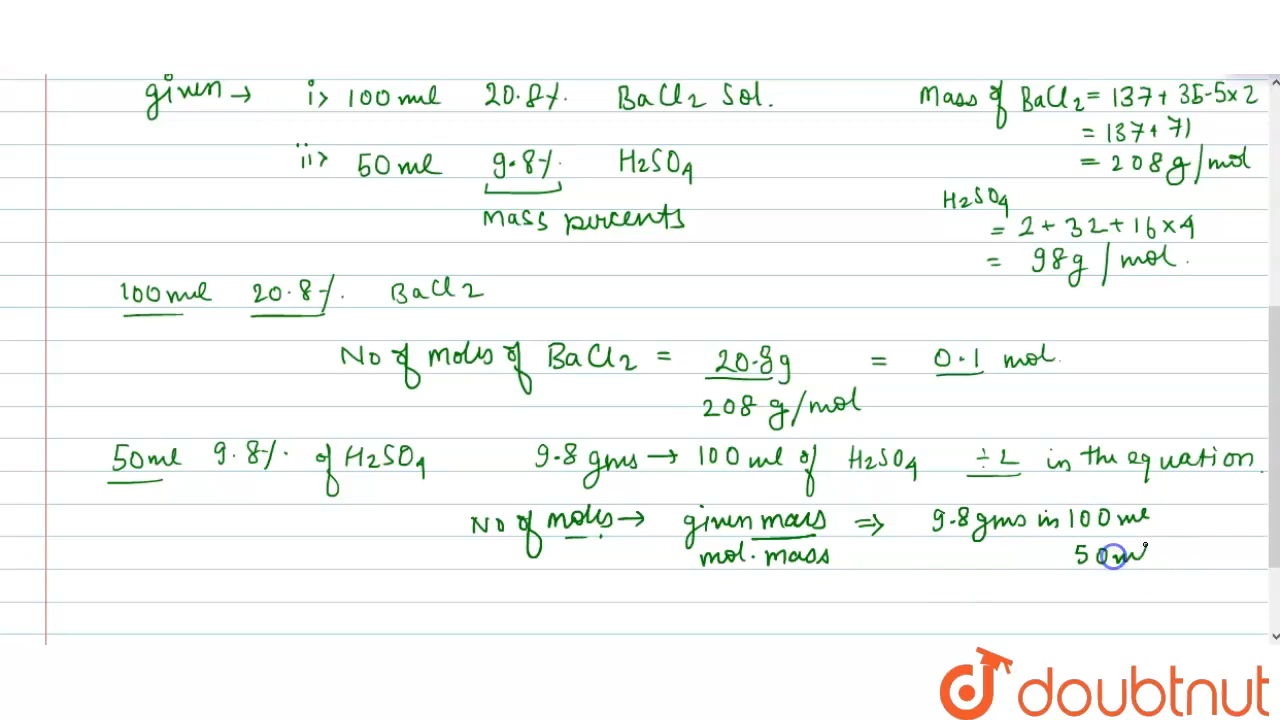 given → i> 100 ml 20.8%. BaCl2 Sol.
ii> 50 ml 9.8%. H2SO4
mass percents
Mass of BaCl2 = 137 + 35.5x2
= 137 + 71
= 208 g/mol
H2SO4
= 2 + 32 + 16 x 4
= 98 g/mol.
100 ml 20.8%. BaCl2
No of moles of BaCl2 = 20.8g = 0.1 mol.
208 g/mol
50 ml 9.8%. of H2SO4 9.8 gms → 100 ml of H2SO4 ÷ 2 in the equation.
No of moles → given mass ⇒ 9.8 gms in 100 ml
mol. mass 50 m
doubtnut